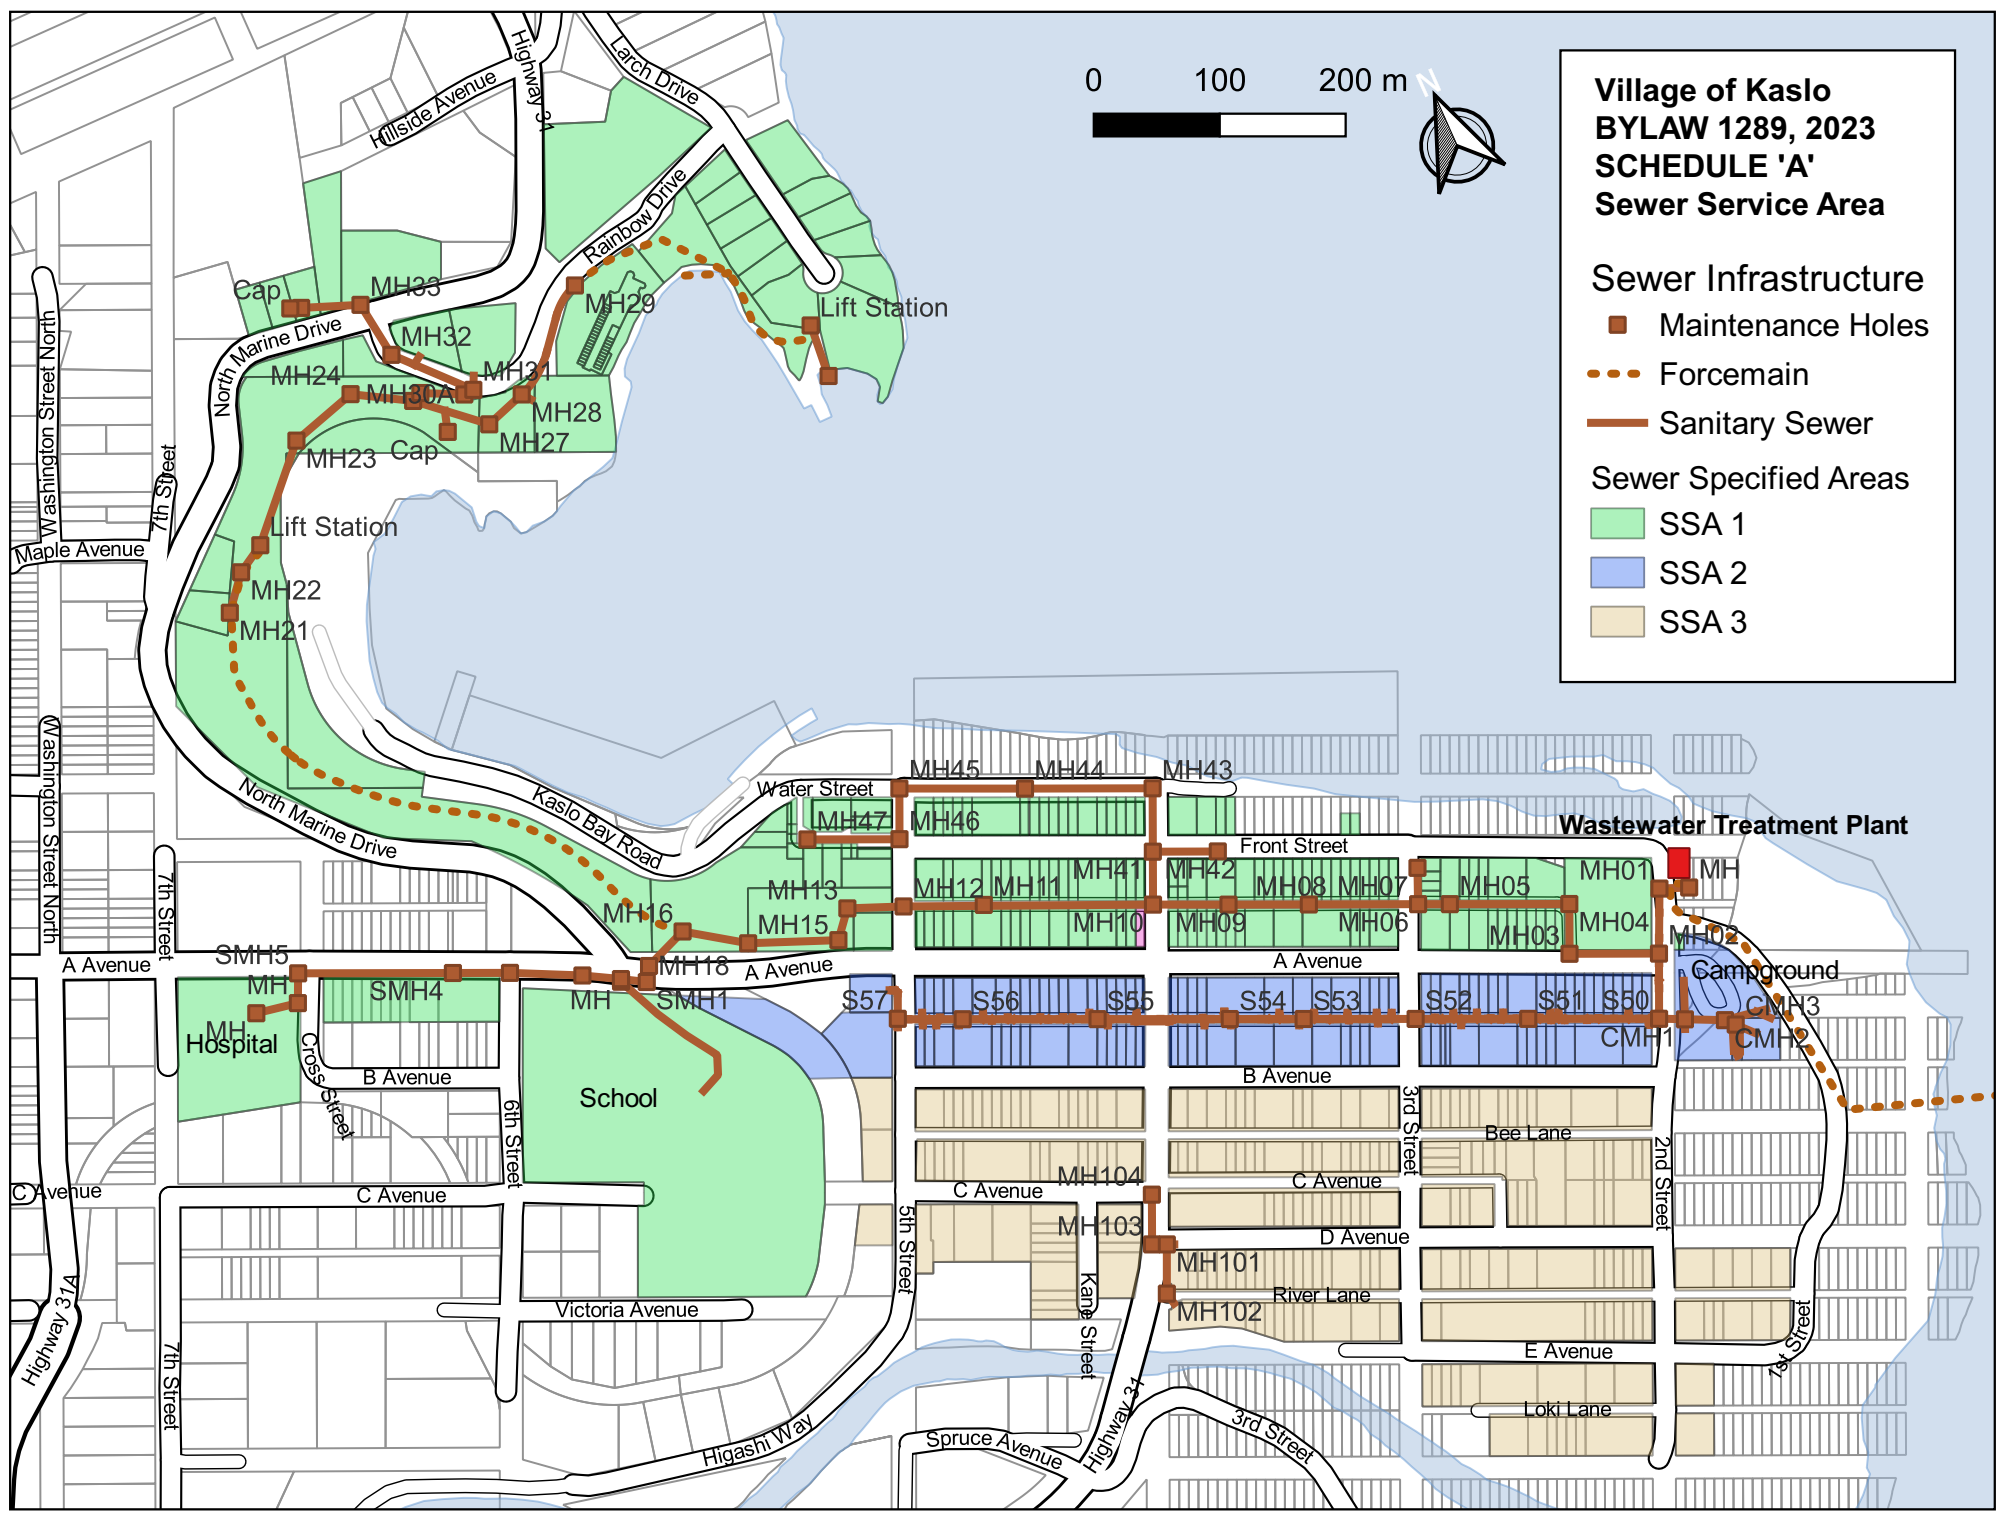 Village of Kaslo
BYLAW 1289, 2023
SCHEDULE 'A'
Sewer Service Area
Sewer Infrastructure
Maintenance Holes
Forcemain
Sanitary Sewer
Sewer Specified Areas
SSA 1
SSA 2
SSA 3
0 100 200 m
N
Highway 31
Larch Drive
Hillside Avenue
Rainbow Drive
Cap
MH33
MH29
Lift Station
North Marine Drive
MH32
MH31
MH24
MH30A
MH28
MH27
MH23
Cap
Washington Street North
7th Street
Maple Avenue
Lift Station
MH22
MH21
Washington Street North
North Marine Drive
Kaslo Bay Road
Water Street
MH45
MH44
MH43
MH47
MH46
Wastewater Treatment Plant
Front Street
MH41
MH42
MH01
MH
MH13
MH12
MH11
MH08
MH07
MH05
7th Street
MH16
MH15
MH10
MH09
MH06
MH03
MH04
MH02
A Avenue
SMH5
MH18
A Avenue
A Avenue
Campground
MH
SMH4
MH
SMH1
S57
S56
S55
S54
S53
S52
S51
S50
CMH3
MH
Hospital
CMH1
CMH2
Cross Street
B Avenue
B Avenue
School
6th Street
3rd Street
Bee Lane
2nd Street
C Avenue
C Avenue
C Avenue
C Avenue
MH104
MH103
5th Street
D Avenue
MH101
Kane Street
River Lane
MH102
Highway 31A
Victoria Avenue
7th Street
E Avenue
1st Street
Loki Lane
Higashi Way
Spruce Avenue
Highway 31
3rd Street